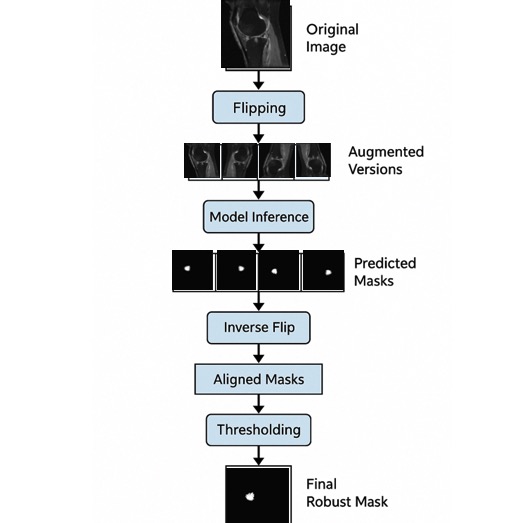 Original
Image
Flipping
Augmented
Versions
Model Inference
Predicted
Masks
Inverse Flip
Aligned Masks
Thresholding
Final
Robust Mask